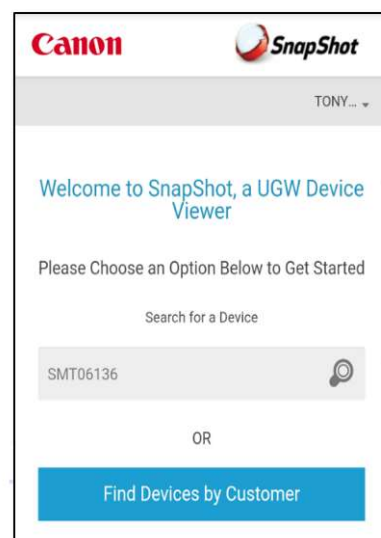 Canon SnapShot
TONY...
Welcome to SnapShot, a UGW Device
Viewer
Please Choose an Option Below to Get Started
Search for a Device
SMT06136
OR
Find Devices by Customer